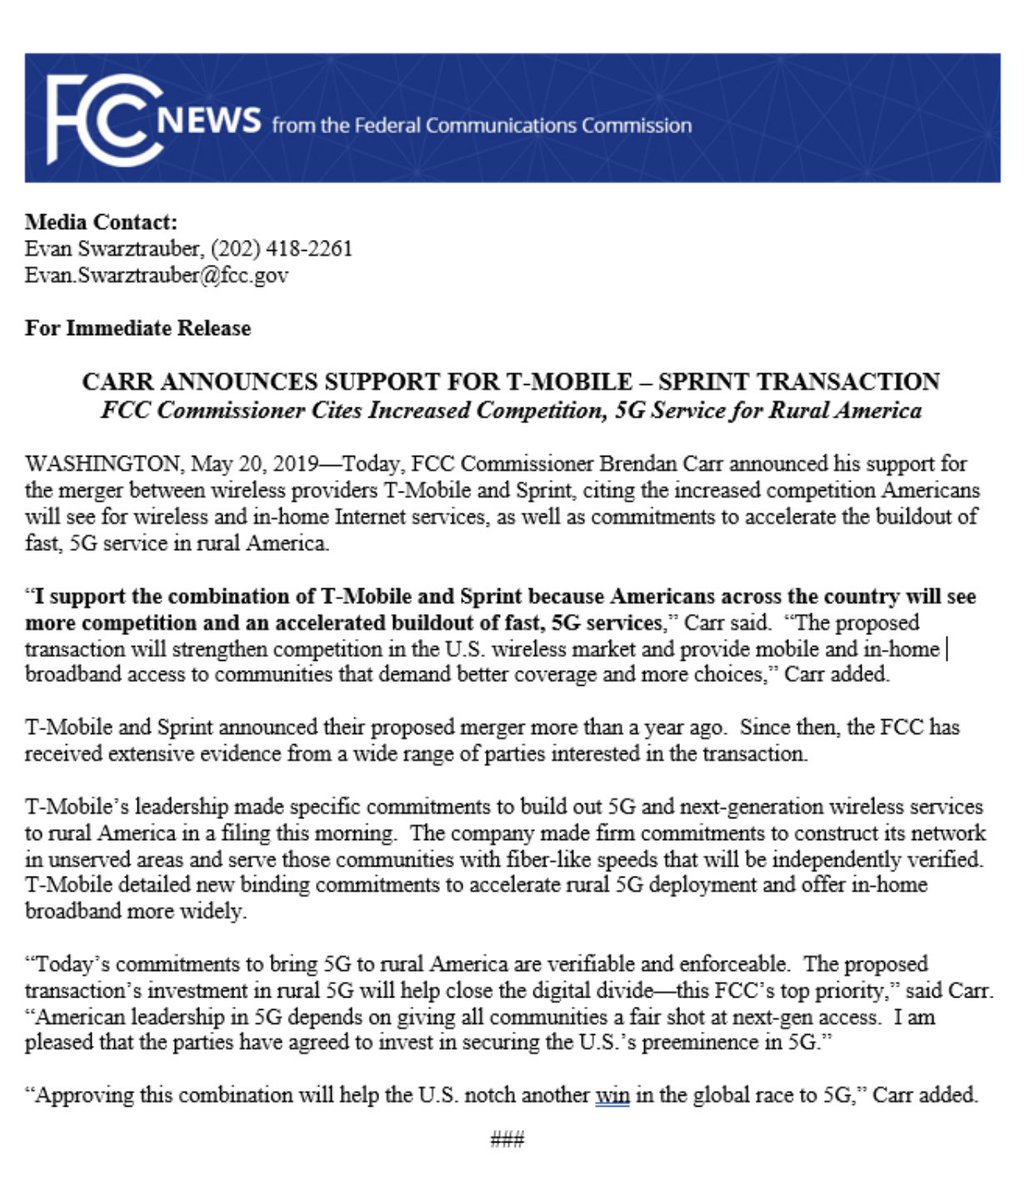 FCC NEWS from the Federal Communications Commission
Media Contact:
Evan Swarztrauber, (202) 418-2261
Evan.Swarztrauber@fcc.gov
For Immediate Release
CARR ANNOUNCES SUPPORT FOR T-MOBILE – SPRINT TRANSACTION
FCC Commissioner Cites Increased Competition, 5G Service for Rural America
WASHINGTON, May 20, 2019—Today, FCC Commissioner Brendan Carr announced his support for
the merger between wireless providers T-Mobile and Sprint, citing the increased competition Americans
will see for wireless and in-home Internet services, as well as commitments to accelerate the buildout of
fast, 5G service in rural America.
“I support the combination of T-Mobile and Sprint because Americans across the country will see
more competition and an accelerated buildout of fast, 5G services,” Carr said.  “The proposed
transaction will strengthen competition in the U.S. wireless market and provide mobile and in-home
broadband access to communities that demand better coverage and more choices,” Carr added.
T-Mobile and Sprint announced their proposed merger more than a year ago.  Since then, the FCC has
received extensive evidence from a wide range of parties interested in the transaction.
T-Mobile’s leadership made specific commitments to build out 5G and next-generation wireless services
to rural America in a filing this morning.  The company made firm commitments to construct its network
in unserved areas and serve those communities with fiber-like speeds that will be independently verified.
T-Mobile detailed new binding commitments to accelerate rural 5G deployment and offer in-home
broadband more widely.
“Today’s commitments to bring 5G to rural America are verifiable and enforceable.  The proposed
transaction’s investment in rural 5G will help close the digital divide—this FCC’s top priority,” said Carr.
“American leadership in 5G depends on giving all communities a fair shot at next-gen access.  I am
pleased that the parties have agreed to invest in securing the U.S.’s preeminence in 5G.”
“Approving this combination will help the U.S. notch another win in the global race to 5G,” Carr added.
###